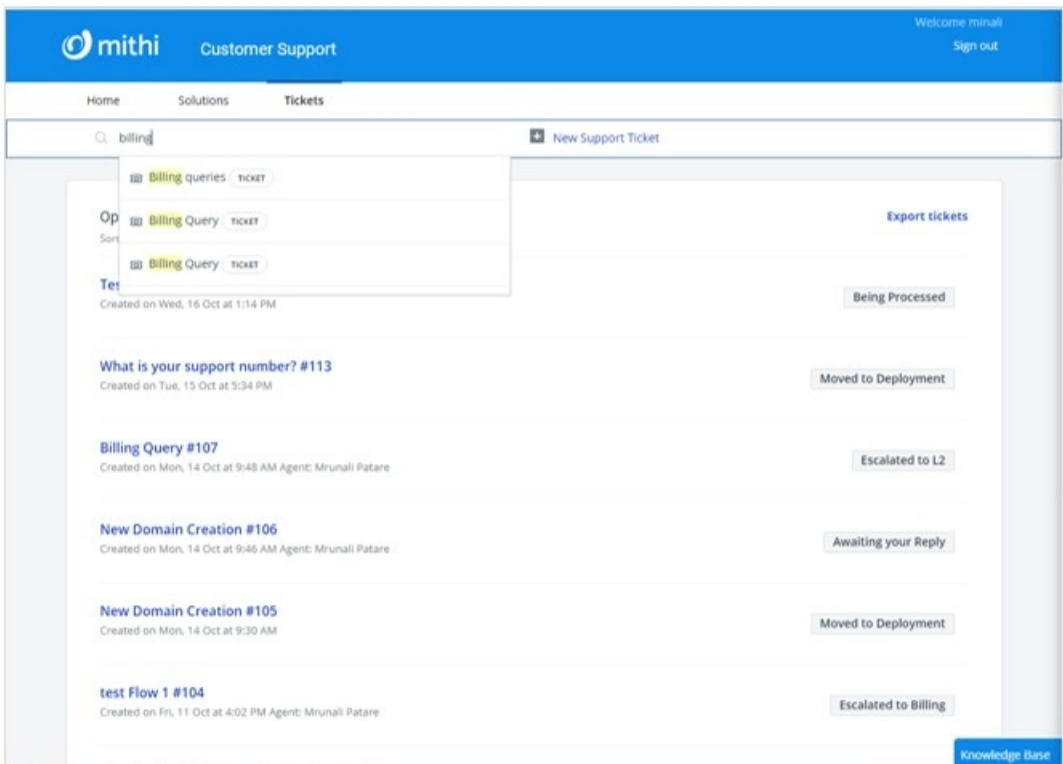 Welcome minali
mithi Customer Support
Sign out
Home Solutions Tickets
billing
New Support Ticket
Billing queries TICKET
Billing Query TICKET
Billing Query TICKET
Op
Export tickets
Sort
Tes
Created on Wed, 16 Oct at 1:14 PM
Being Processed
What is your support number? #113
Created on Tue, 15 Oct at 5:34 PM
Moved to Deployment
Billing Query #107
Created on Mon, 14 Oct at 9:48 AM Agent: Mrunali Patare
Escalated to L2
New Domain Creation #106
Created on Mon, 14 Oct at 9:46 AM Agent: Mrunali Patare
Awaiting your Reply
New Domain Creation #105
Created on Mon, 14 Oct at 9:30 AM
Moved to Deployment
test Flow 1 #104
Created on Fri, 11 Oct at 4:02 PM Agent: Mrunali Patare
Escalated to Billing
Knowledge Base